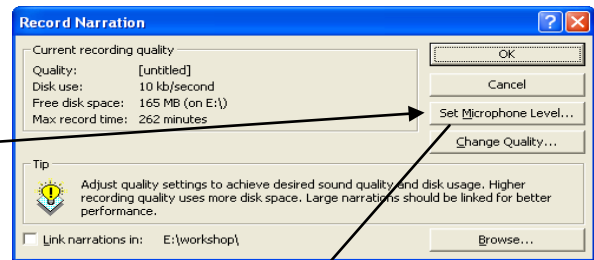 Record Narration
Current recording quality
Quality: [untitled]
Disk use: 10 kb/second
Free disk space: 165 MB (on E:\)
Max record time: 262 minutes
OK
Cancel
Set Microphone Level...
Change Quality...
Tip
Adjust quality settings to achieve desired sound quality and disk usage. Higher
recording quality uses more disk space. Large narrations should be linked for better
performance.
Link narrations in: E:\workshop\
Browse...